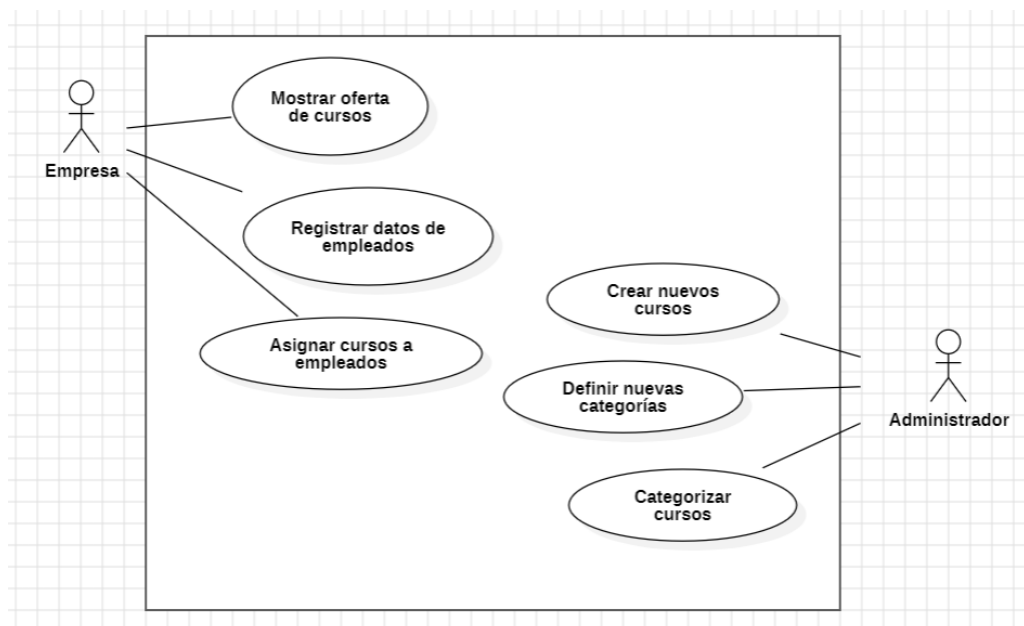 Mostrar oferta
de cursos
Empresa
Registrar datos de
empleados
Asignar cursos a
empleados
Crear nuevos
cursos
Definir nuevas
categorías
Administrador
Categorizar
cursos